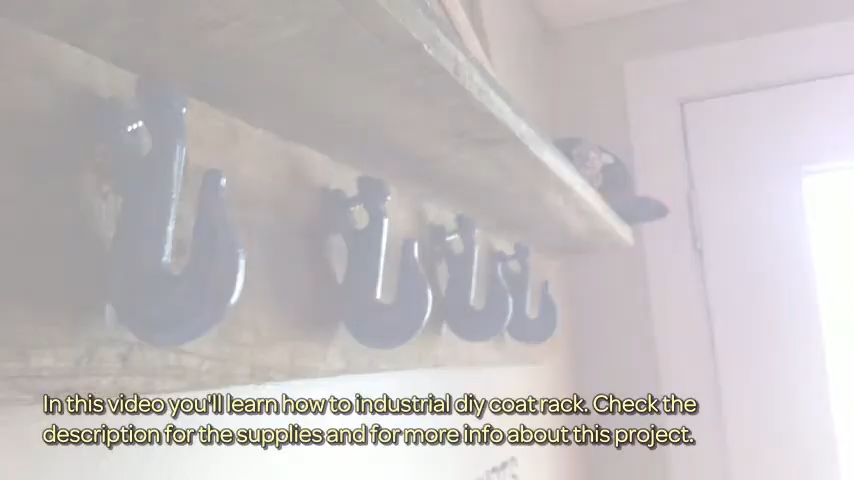 In this video you'll learn how to industrial diy coat rack. Check the
description for the supplies and for more info about this project.